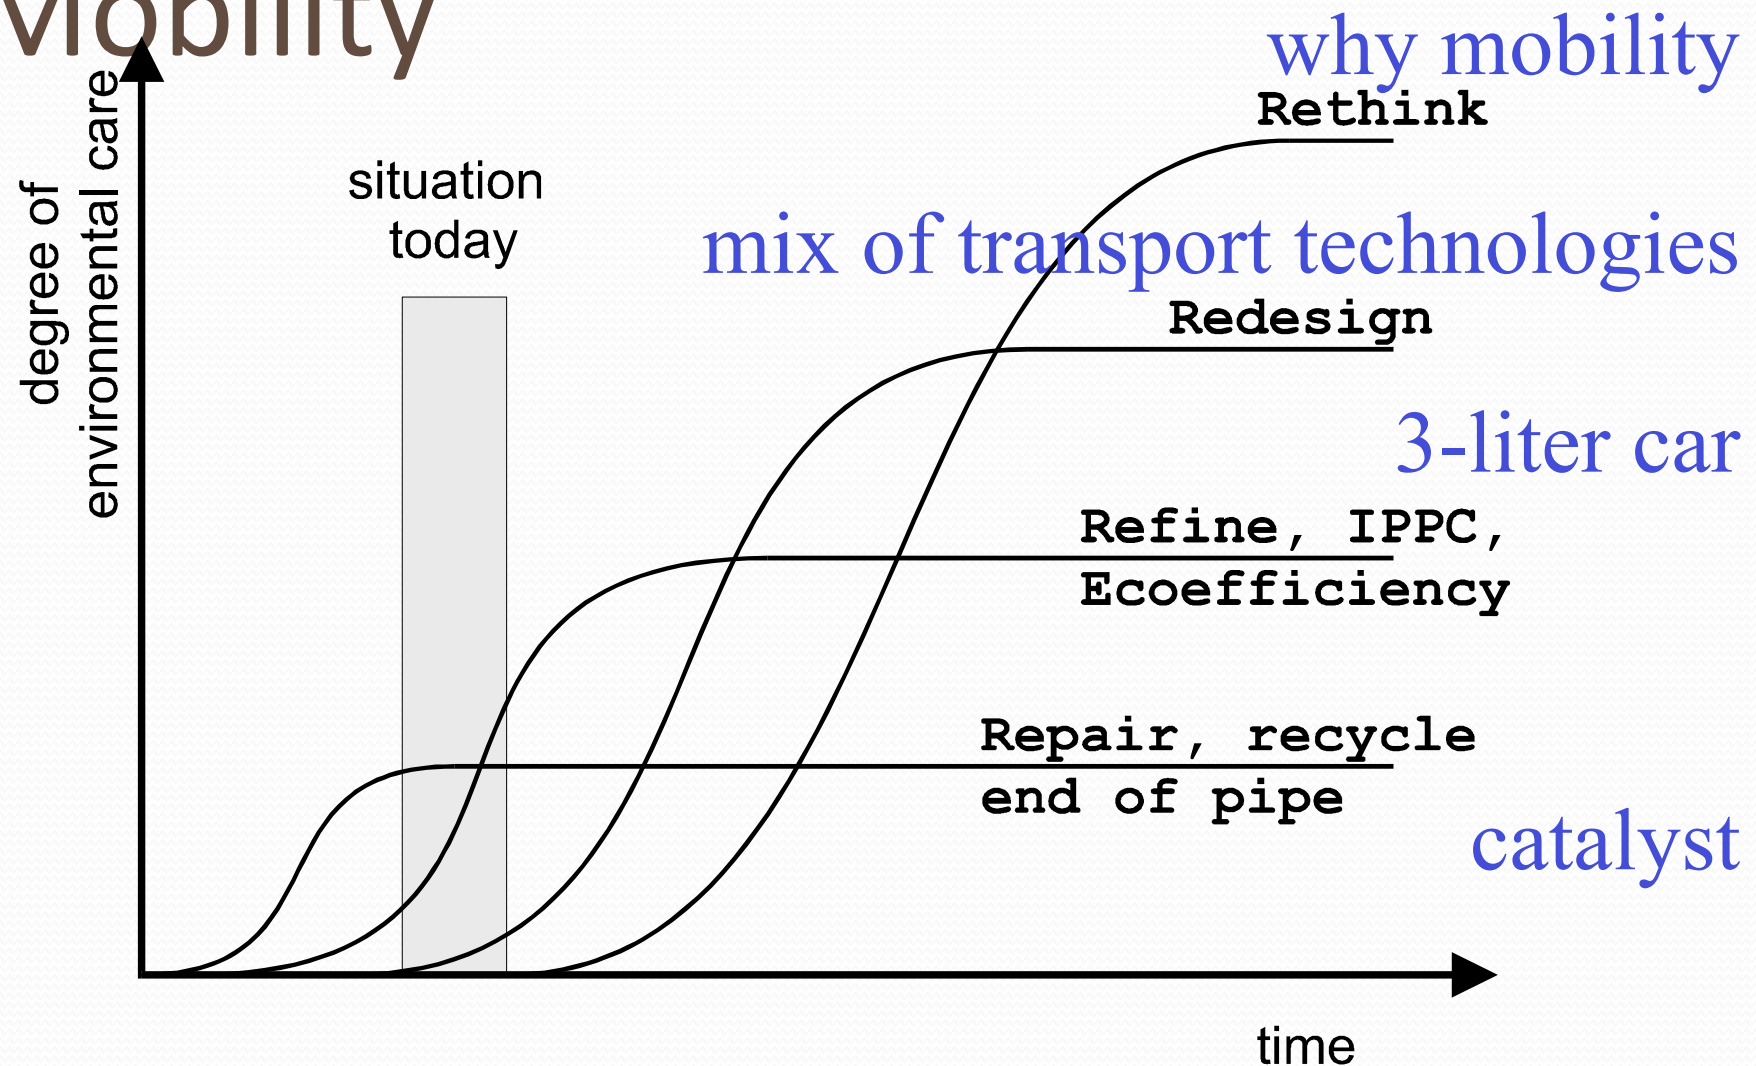 Mobility
why mobility
Rethink
degree of
environmental care
situation
today
mix of transport technologies
Redesign
3-liter car
Refine, IPPC,
Ecoefficiency
Repair, recycle
end of pipe
catalyst
time